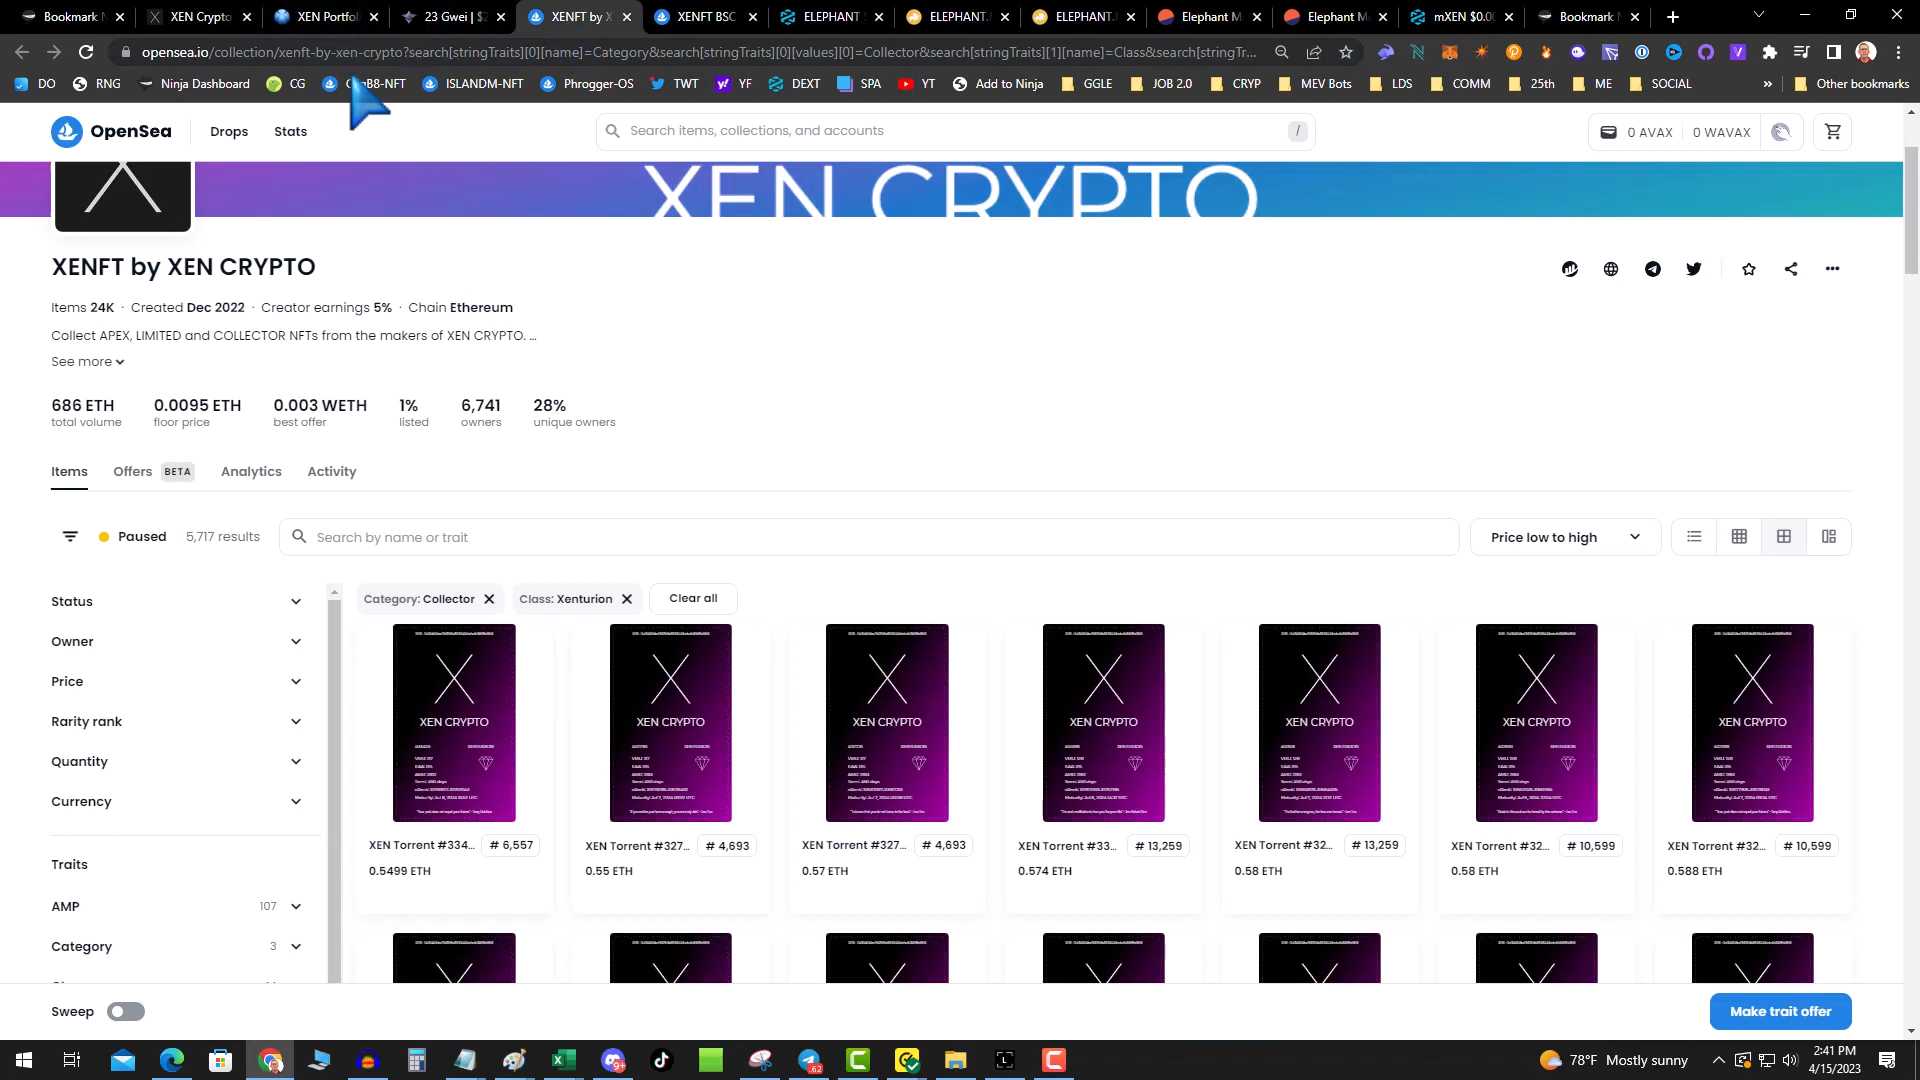 Bookmark
XEN Crypto
XEN Portfol
23 Gwei | $2
XENFT by X
XENFT BSC
ELEPHANT
ELEPHANT.
ELEPHANT.
Elephant M
Elephant M
mXEN $0.0
Bookmark
opensea.io/collection/xenft-by-xen-crypto?search[stringTraits][0][name]=Category&search[stringTraits][0][values][0]=Collector&search[stringTraits][1][name]=Class&search[stringTr...
DO
RNG
Ninja Dashboard
CG
B8-NFT
ISLANDM-NFT
Phrogger-OS
TWT
YF
DEXT
SPA
YT
Add to Ninja
GGLE
JOB 2.0
CRYP
MEV Bots
LDS
COMM
25th
ME
SOCIAL
»
Other bookmarks
OpenSea
Drops
Stats
Search items, collections, and accounts
/
0 AVAX
0 WAVAX
XEN CRYPTO
XENFT by XEN CRYPTO
Items 24K · Created Dec 2022 · Creator earnings 5% · Chain Ethereum
Collect APEX, LIMITED and COLLECTOR NFTs from the makers of XEN CRYPTO. ...
See more
686 ETH
total volume
0.0095 ETH
floor price
0.003 WETH
best offer
1%
listed
6,741
owners
28%
unique owners
Items
Offers BETA
Analytics
Activity
Paused
5,717 results
Search by name or trait
Price low to high
Status
Owner
Price
Rarity rank
Quantity
Currency
Traits
AMP 107
Category 3
Category: Collector
Class: Xenturion
Clear all
XEN CRYPTO
XEN CRYPTO
XEN CRYPTO
XEN CRYPTO
XEN CRYPTO
XEN CRYPTO
XEN CRYPTO
XEN Torrent #334... # 6,557
0.5499 ETH
XEN Torrent #327... # 4,693
0.55 ETH
XEN Torrent #327... # 4,693
0.57 ETH
XEN Torrent #33... # 13,259
0.574 ETH
XEN Torrent #32... # 13,259
0.58 ETH
XEN Torrent #32... # 10,599
0.58 ETH
XEN Torrent #32... # 10,599
0.588 ETH
Sweep
Make trait offer
78°F Mostly sunny
2:41 PM
4/15/2023